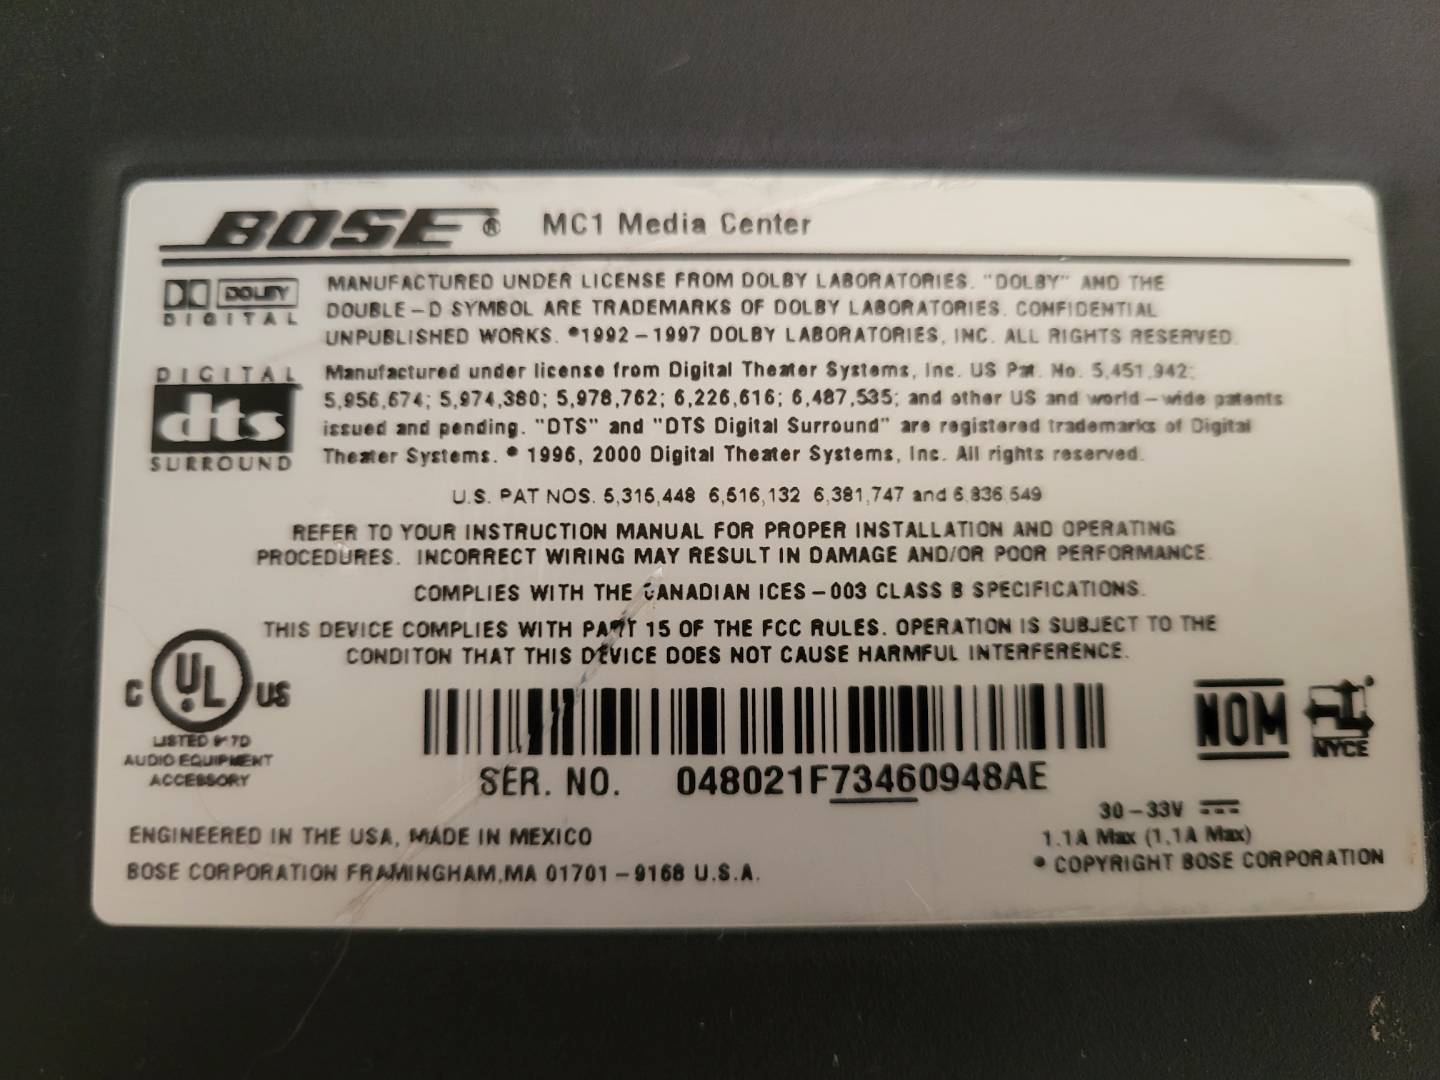 BOSE® MC1 Media Center
DOLBY
DIGITAL
MANUFACTURED UNDER LICENSE FROM DOLBY LABORATORIES. "DOLBY" AND THE
DOUBLE-D SYMBOL ARE TRADEMARKS OF DOLBY LABORATORIES. CONFIDENTIAL
UNPUBLISHED WORKS. ©1992-1997 DOLBY LABORATORIES, INC. ALL RIGHTS RESERVED.
DIGITAL
dts
SURROUND
Manufactured under license from Digital Theater Systems, Inc. US Pat. No. 5,451,942;
5,956,674; 5,974,380; 5,978,762; 6,226,616; 6,487,535; and other US and world-wide patents
issued and pending. "DTS" and "DTS Digital Surround" are registered trademarks of Digital
Theater Systems. © 1996, 2000 Digital Theater Systems, Inc. All rights reserved.
U.S. PAT NOS. 5,315,448 6,516,132 6,381,747 and 6,836,549
REFER TO YOUR INSTRUCTION MANUAL FOR PROPER INSTALLATION AND OPERATING
PROCEDURES. INCORRECT WIRING MAY RESULT IN DAMAGE AND/OR POOR PERFORMANCE.
COMPLIES WITH THE CANADIAN ICES-003 CLASS B SPECIFICATIONS.
THIS DEVICE COMPLIES WITH PART 15 OF THE FCC RULES. OPERATION IS SUBJECT TO THE
CONDITON THAT THIS DEVICE DOES NOT CAUSE HARMFUL INTERFERENCE.
C UL US
LISTED
AUDIO EQUIPMENT
ACCESSORY
SER. NO. 048021F73460948AE
NOM
NYCE
30-33V
1.1A Max (1.1A Max)
ENGINEERED IN THE USA, MADE IN MEXICO
© COPYRIGHT BOSE CORPORATION
BOSE CORPORATION FRAMINGHAM,MA 01701-9168 U.S.A.